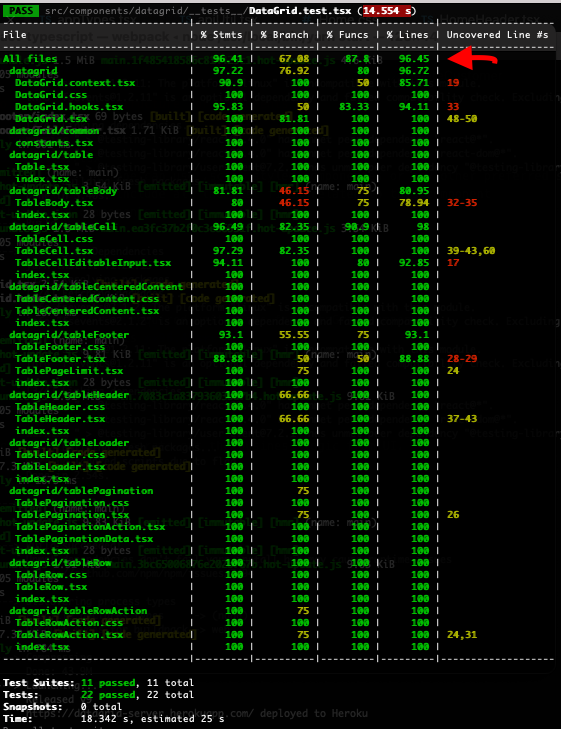 PASS src/components/datagrid/__tests__/DataGrid.test.tsx (14.554 s)
File | % Stmts | % Branch | % Funcs | % Lines | Uncovered Line #s
All files | 96.41 | 67.08 | 87.5 | 96.45 |
datagrid | 97.22 | 76.92 | 80 | 96.72 |
DataGrid.context.tsx | 90.9 | 100 | 50 | 85.71 | 19
DataGrid.css | 100 | 100 | 100 | 100 |
DataGrid.hooks.tsx | 95.83 | 50 | 83.33 | 94.11 | 33
DataGrid.tsx | 100 | 81.81 | 100 | 100 | 48-50
datagrid/common | 100 | 100 | 100 | 100 |
constants.tsx | 100 | 100 | 100 | 100 |
datagrid/table | 100 | 100 | 100 | 100 |
Table.tsx | 100 | 100 | 100 | 100 |
index.tsx | 100 | 100 | 100 | 100 |
datagrid/tableBody | 81.81 | 46.15 | 75 | 80.95 |
TableBody.tsx | 80 | 46.15 | 75 | 78.94 | 32-35
index.tsx | 100 | 100 | 100 | 100 |
datagrid/tableCell | 96.49 | 82.35 | 90.9 | 98 |
TableCell.css | 100 | 100 | 100 | 100 |
TableCell.tsx | 97.29 | 82.35 | 100 | 100 | 39-43,60
TableCellEditableInput.tsx | 94.11 | 100 | 80 | 92.85 | 17
index.tsx | 100 | 100 | 100 | 100 |
datagrid/tableCenteredContent | 100 | 100 | 100 | 100 |
TableCenteredContent.css | 100 | 100 | 100 | 100 |
TableCenteredContent.tsx | 100 | 100 | 100 | 100 |
index.tsx | 100 | 100 | 100 | 100 |
datagrid/tableFooter | 93.1 | 55.55 | 75 | 93.1 |
TableFooter.css | 100 | 100 | 100 | 100 |
TableFooter.tsx | 88.88 | 50 | 50 | 88.88 | 28-29
TablePageLimit.tsx | 100 | 75 | 100 | 100 | 24
index.tsx | 100 | 100 | 100 | 100 |
datagrid/tableHeader | 100 | 66.66 | 100 | 100 |
TableHeader.css | 100 | 100 | 100 | 100 |
TableHeader.tsx | 100 | 66.66 | 100 | 100 | 37-43
index.tsx | 100 | 100 | 100 | 100 |
datagrid/tableLoader | 100 | 100 | 100 | 100 |
TableLoader.css | 100 | 100 | 100 | 100 |
TableLoader.tsx | 100 | 100 | 100 | 100 |
index.tsx | 100 | 100 | 100 | 100 |
datagrid/tablePagination | 100 | 75 | 100 | 100 |
TablePagination.css | 100 | 100 | 100 | 100 |
TablePagination.tsx | 100 | 75 | 100 | 100 | 26
TablePaginationAction.tsx | 100 | 100 | 100 | 100 |
TablePaginationData.tsx | 100 | 100 | 100 | 100 |
index.tsx | 100 | 100 | 100 | 100 |
datagrid/tableRow | 100 | 100 | 100 | 100 |
TableRow.css | 100 | 100 | 100 | 100 |
TableRow.tsx | 100 | 100 | 100 | 100 |
index.tsx | 100 | 100 | 100 | 100 |
datagrid/tableRowAction | 100 | 75 | 100 | 100 |
TableRowAction.css | 100 | 100 | 100 | 100 |
TableRowAction.tsx | 100 | 75 | 100 | 100 | 24,31
index.tsx | 100 | 100 | 100 | 100 |
Test Suites: 11 passed, 11 total
Tests: 22 passed, 22 total
Snapshots: 0 total
Time: 18.342 s, estimated 25 s